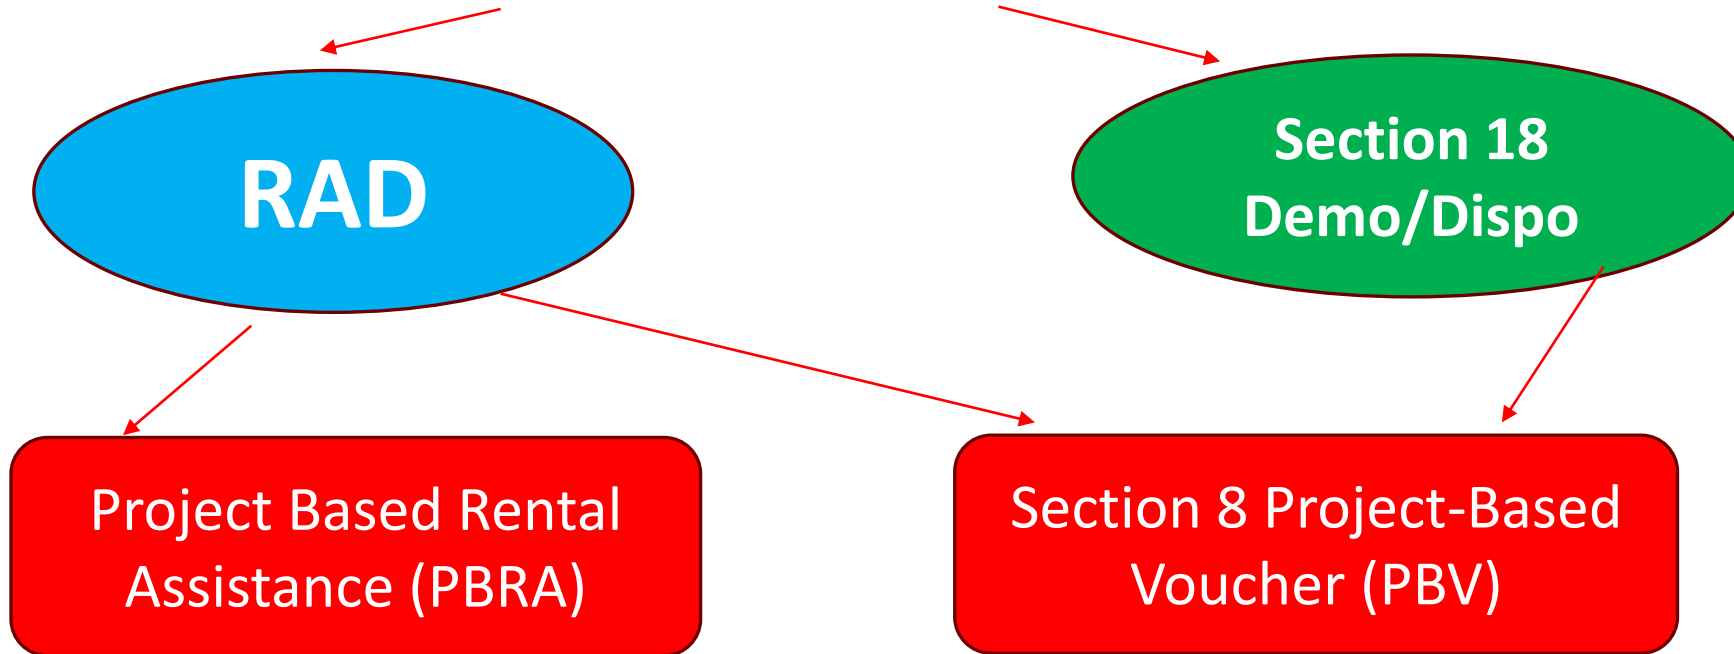 RAD
Section 18
Demo/Dispo
Project Based Rental
Assistance (PBRA)
Section 8 Project-Based
Voucher (PBV)